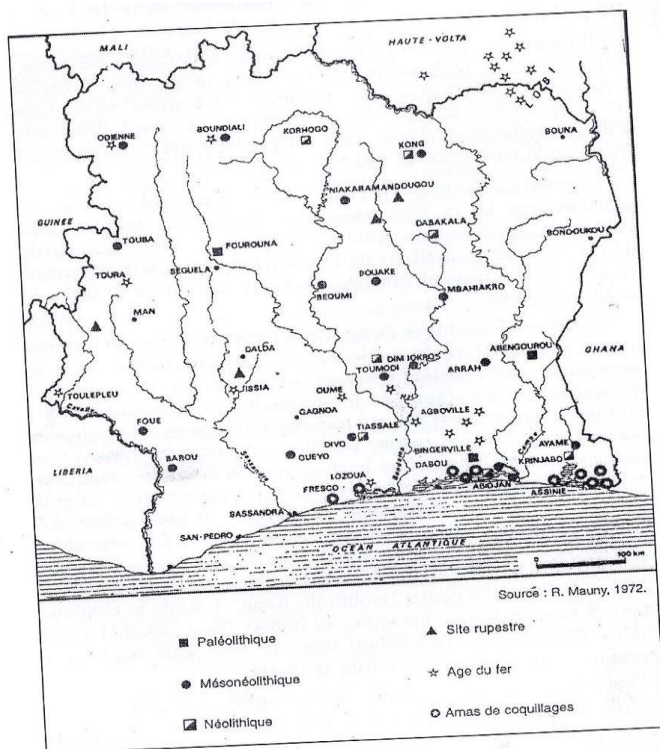 MALI
HAUTE-VOLTA
LOBI
ODIENNE
BOUNDIALI
KORHOGO
KONG
BOUNA
NIAKARAMANDOUGOU
GUINEE
DABAKALA
TOUBA
FOUROUNA
BONDOUKOU
SEGUELA
TOURA
BOUAKE
BEOUMI
MBAHIAKRO
MAN
DALOA
ABENGOUROU
GHANA
DIMBOKRO
TOUMODI
ARRAH
ISSIA
TOULEPLEU
OUME
GAGNOA
AGBOVILLE
FOUE
TIASSALE
DIVO
BAROU
GUEYO
BINGERVILLE
AYAME
LIBERIA
DABOU
KRINJABO
LOZOUA
FRESCO
ABIDJAN
ASSINIE
SASSANDRA
SAN-PEDRO
OCEAN ATLANTIQUE
0 100 km
Source : R. Mauny, 1972.
Paléolithique
Site rupestre
Mésonéolithique
Age du fer
Néolithique
Amas de coquillages